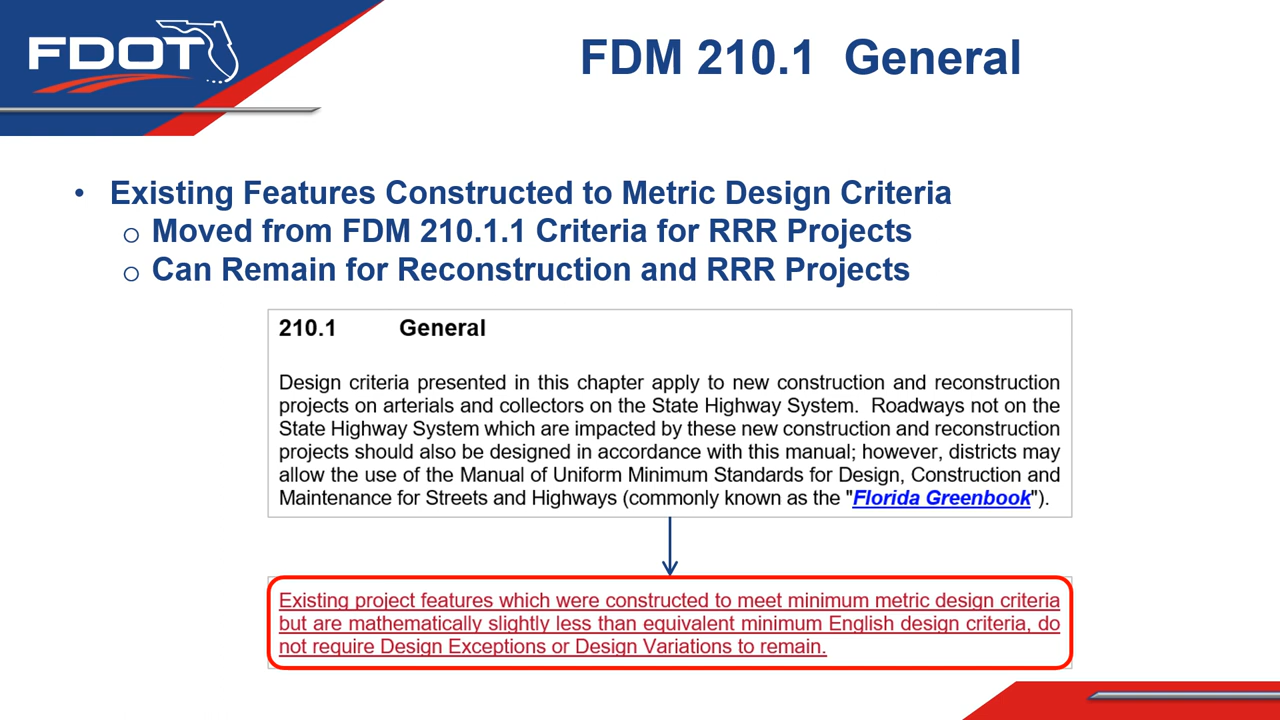 FDOT
FDM 210.1 General
• Existing Features Constructed to Metric Design Criteria
o Moved from FDM 210.1.1 Criteria for RRR Projects
o Can Remain for Reconstruction and RRR Projects
210.1 General
Design criteria presented in this chapter apply to new construction and reconstruction
projects on arterials and collectors on the State Highway System. Roadways not on the
State Highway System which are impacted by these new construction and reconstruction
projects should also be designed in accordance with this manual; however, districts may
allow the use of the Manual of Uniform Minimum Standards for Design, Construction and
Maintenance for Streets and Highways (commonly known as the "Florida Greenbook").
Existing project features which were constructed to meet minimum metric design criteria
but are mathematically slightly less than equivalent minimum English design criteria, do
not require Design Exceptions or Design Variations to remain.